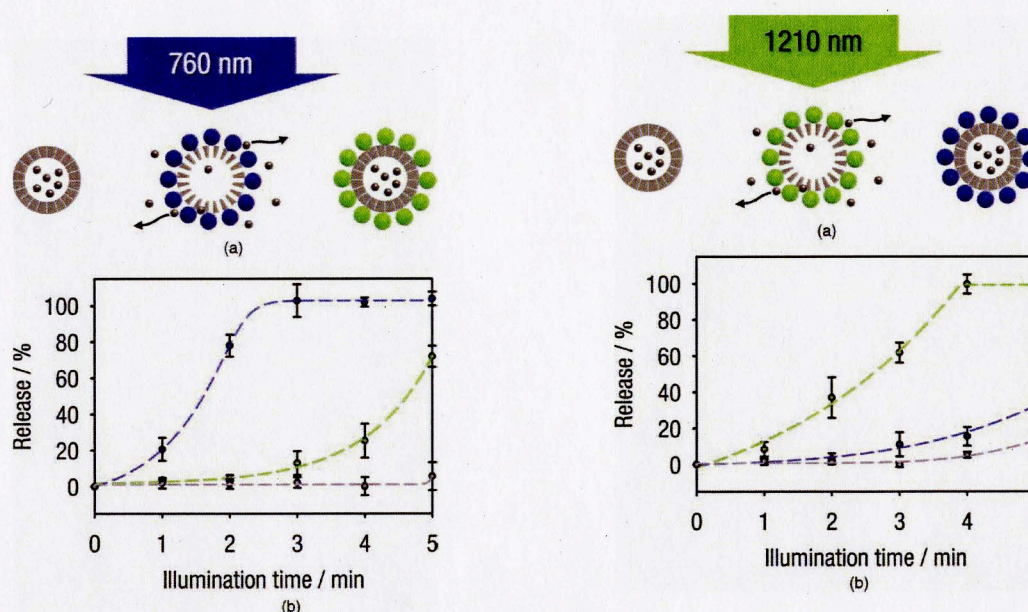 760 nm
(a)
Release / %
100
80
60
40
20
0
0 1 2 3 4 5
Illumination time / min
(b)
1210 nm
(a)
Release / %
100
80
60
40
20
0
0 1 2 3 4
Illumination time / min
(b)